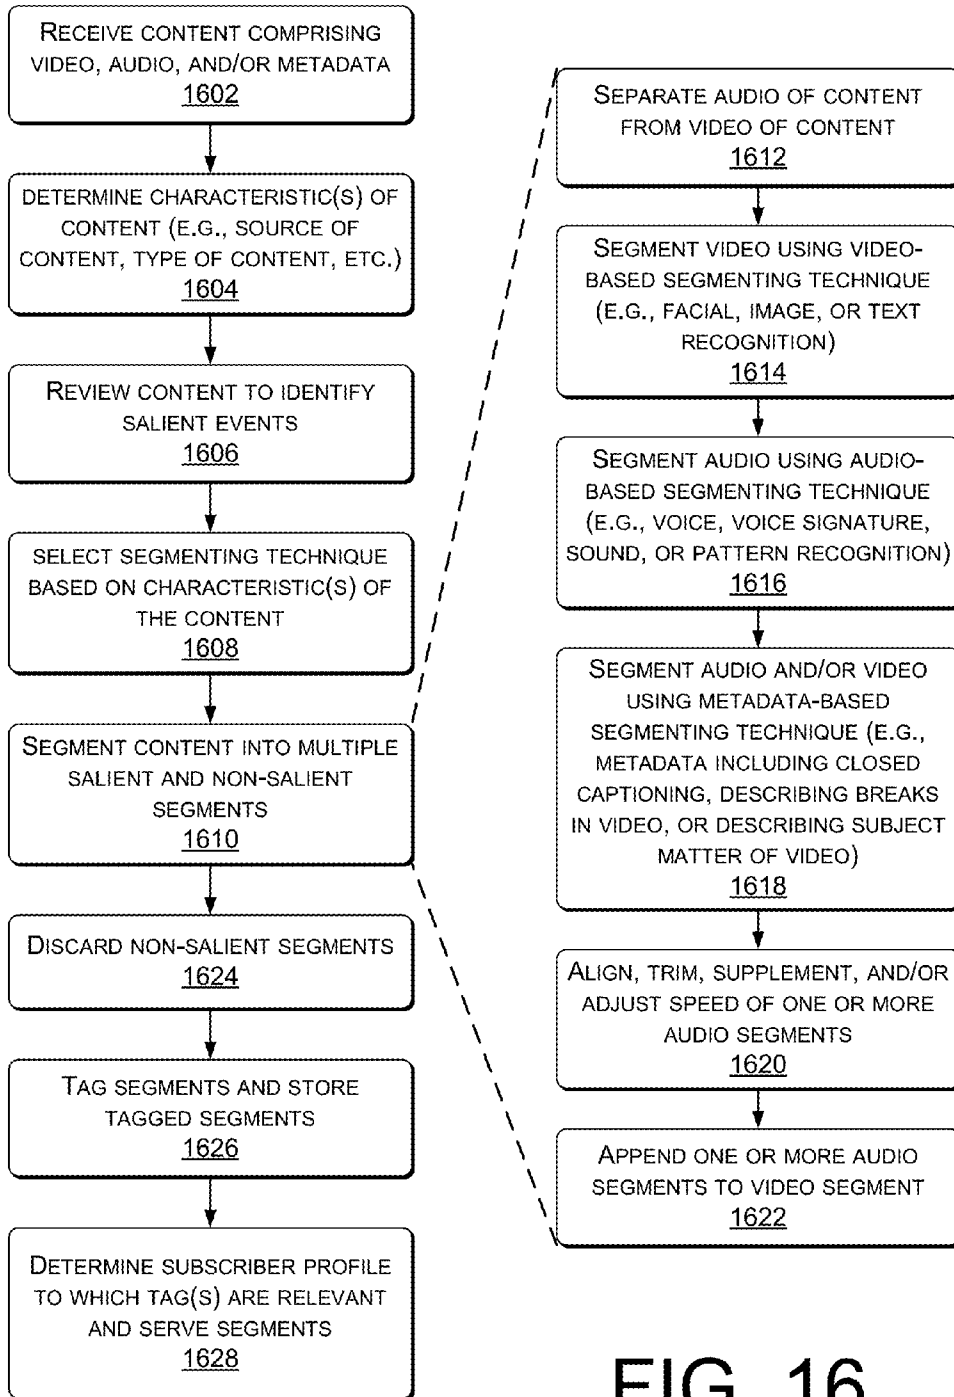 RECEIVE CONTENT COMPRISING
VIDEO, AUDIO, AND/OR METADATA
1602
DETERMINE CHARACTERISTIC(S) OF
CONTENT (E.G., SOURCE OF
CONTENT, TYPE OF CONTENT, ETC.)
1604
REVIEW CONTENT TO IDENTIFY
SALIENT EVENTS
1606
SELECT SEGMENTING TECHNIQUE
BASED ON CHARACTERISTIC(S) OF
THE CONTENT
1608
SEGMENT CONTENT INTO MULTIPLE
SALIENT AND NON-SALIENT
SEGMENTS
1610
DISCARD NON-SALIENT SEGMENTS
1624
TAG SEGMENTS AND STORE
TAGGED SEGMENTS
1626
DETERMINE SUBSCRIBER PROFILE
TO WHICH TAG(S) ARE RELEVANT
AND SERVE SEGMENTS
1628
SEPARATE AUDIO OF CONTENT
FROM VIDEO OF CONTENT
1612
SEGMENT VIDEO USING VIDEO-
BASED SEGMENTING TECHNIQUE
(E.G., FACIAL, IMAGE, OR TEXT
RECOGNITION)
1614
SEGMENT AUDIO USING AUDIO-
BASED SEGMENTING TECHNIQUE
(E.G., VOICE, VOICE SIGNATURE,
SOUND, OR PATTERN RECOGNITION)
1616
SEGMENT AUDIO AND/OR VIDEO
USING METADATA-BASED
SEGMENTING TECHNIQUE (E.G.,
METADATA INCLUDING CLOSED
CAPTIONING, DESCRIBING BREAKS
IN VIDEO, OR DESCRIBING SUBJECT
MATTER OF VIDEO)
1618
ALIGN, TRIM, SUPPLEMENT, AND/OR
ADJUST SPEED OF ONE OR MORE
AUDIO SEGMENTS
1620
APPEND ONE OR MORE AUDIO
SEGMENTS TO VIDEO SEGMENT
1622
FIG. 16